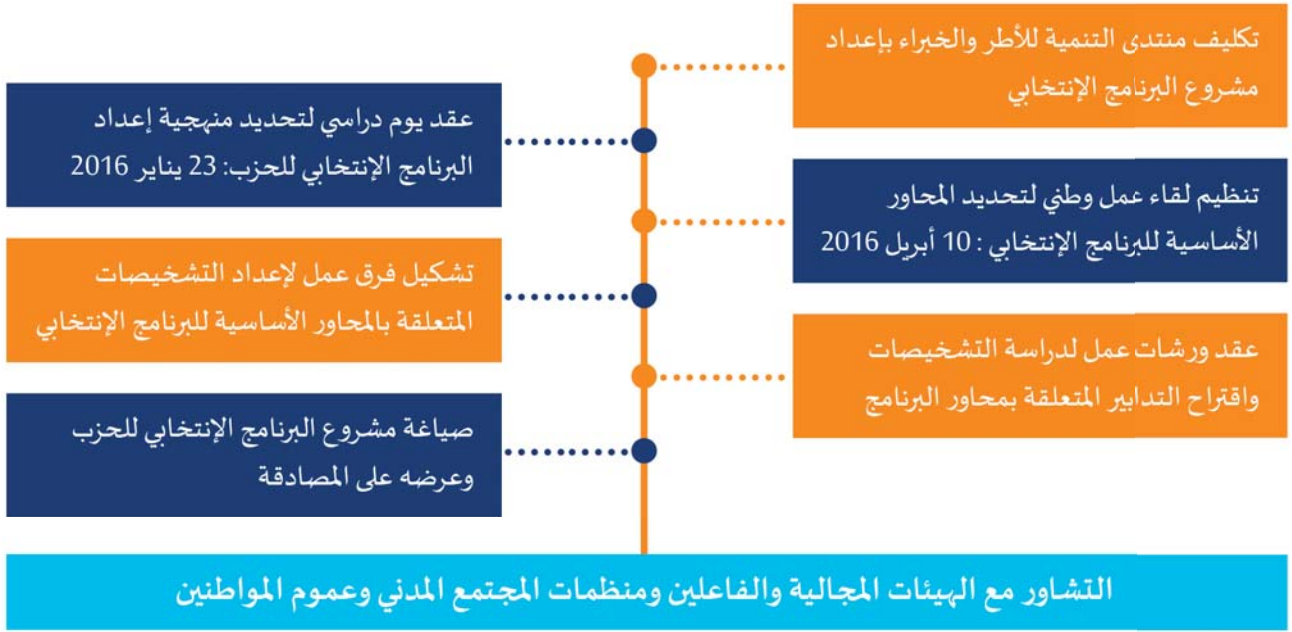 تكليف منتدى التنمية للأطر والخبراء بإعداد
مشروع البرنامج الإنتخابي
عقد يوم دراسي لتحديد منهجية إعداد
البرنامج الإنتخابي للحزب: 23 يناير 2016
تنظيم لقاء عمل وطني لتحديد المحاور
الأساسية للبرنامج الإنتخابي : 10 أبريل 2016
تشكيل فرق عمل لإعداد التشخيصات
المتعلقة بالمحاور الأساسية للبرنامج الإنتخابي
عقد ورشات عمل لدراسة التشخيصات
واقتراح التدابير المتعلقة بمحاور البرنامج
صياغة مشروع البرنامج الإنتخابي للحزب
وعرضه على المصادقة
التشاور مع الهيئات المجالية والفاعلين ومنظمات المجتمع المدني وعموم المواطنين